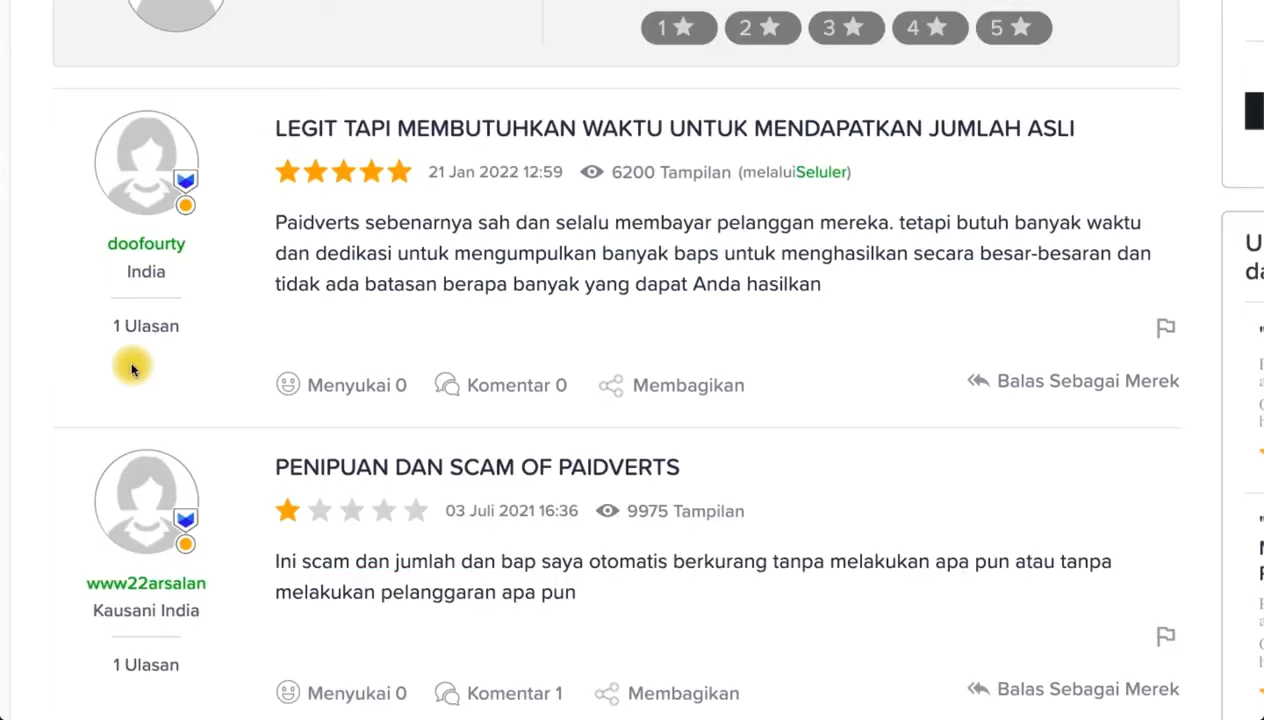 1 2 3 4 5
LEGIT TAPI MEMBUTUHKAN WAKTU UNTUK MENDAPATKAN JUMLAH ASLI
21 Jan 2022 12:59 6200 Tampilan (melaluiSeluler)
Paidverts sebenarnya sah dan selalu membayar pelanggan mereka. tetapi butuh banyak waktu
dan dedikasi untuk mengumpulkan banyak baps untuk menghasilkan secara besar-besaran dan
tidak ada batasan berapa banyak yang dapat Anda hasilkan
doofourty
India
1 Ulasan
Menyukai 0 Komentar 0 Membagikan Balas Sebagai Merek
PENIPUAN DAN SCAM OF PAIDVERTS
03 Juli 2021 16:36 9975 Tampilan
Ini scam dan jumlah dan bap saya otomatis berkurang tanpa melakukan apa pun atau tanpa
melakukan pelanggaran apa pun
www22arsalan
Kausani India
1 Ulasan
Menyukai 0 Komentar 1 Membagikan Balas Sebagai Merek